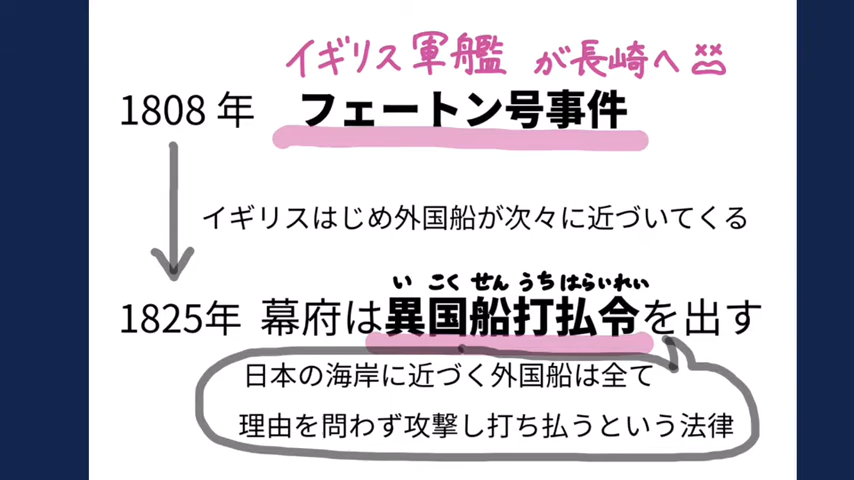 イギリス軍艦 が長崎へ
1808年 フェートン号事件
イギリスはじめ外国船が次々に近づいてくる
い こく せん うち はらい れい
1825年 幕府は異国船打払令を出す
日本の海岸に近づく外国船は全て
理由を問わず攻撃し打ち払うという法律